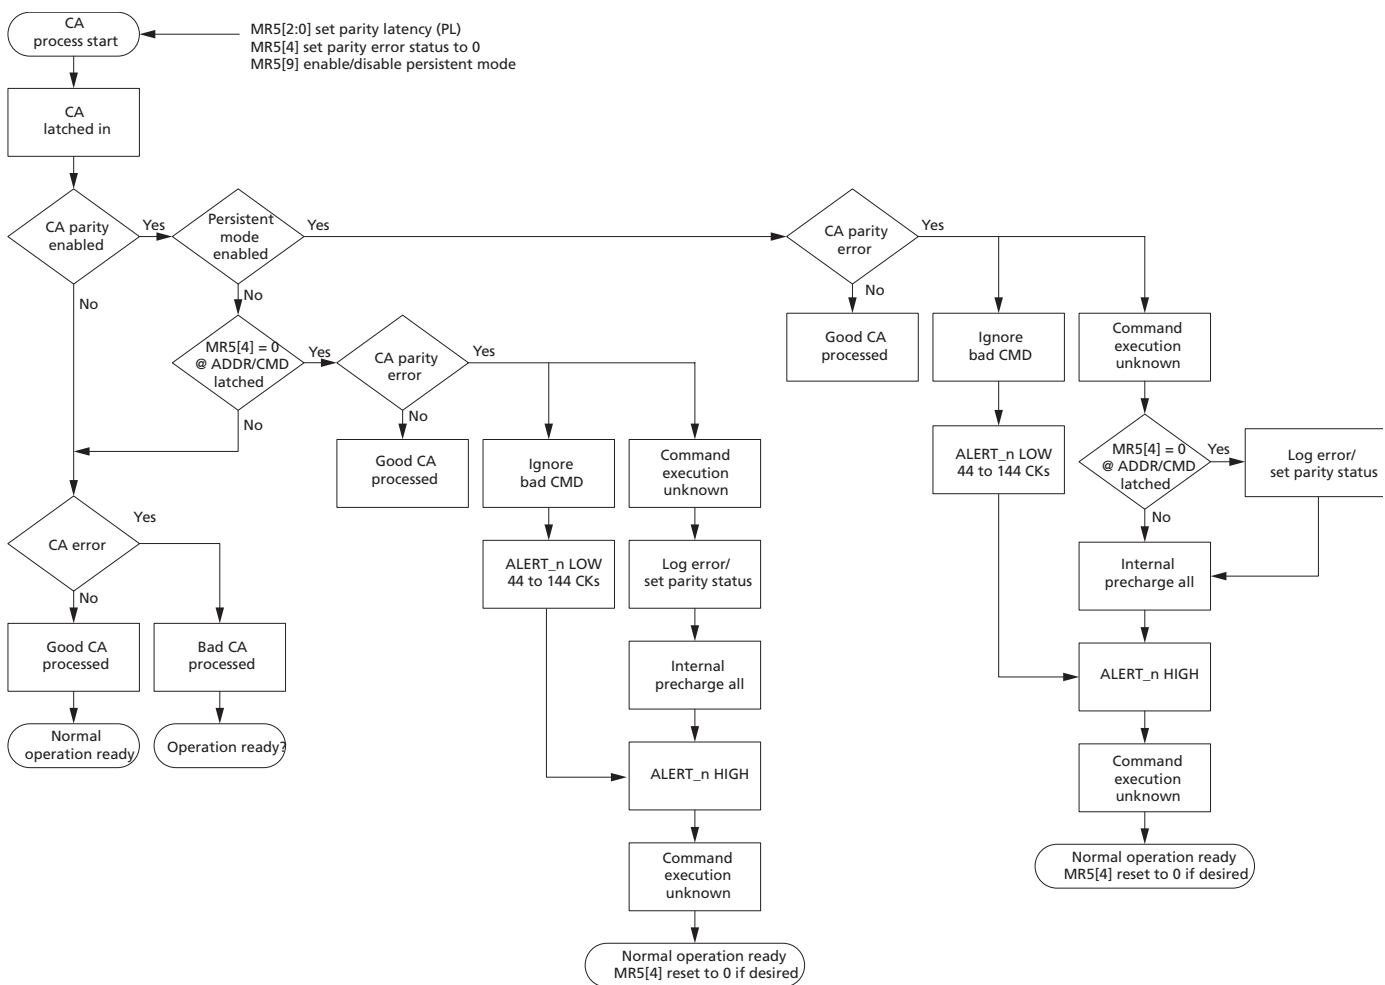 CA
process start
MR5[2:0] set parity latency (PL)
MR5[4] set parity error status to 0
MR5[9] enable/disable persistent mode
CA
latched in
CA parity
enabled
Yes
Persistent
mode
enabled
Yes
CA parity
error
Yes
No
No
No
MR5[4] = 0
@ ADDR/CMD
latched
Yes
CA parity
error
Yes
No
No
Good CA
processed
Ignore
bad CMD
Command
execution
unknown
Good CA
processed
Ignore
bad CMD
Command
execution
unknown
ALERT_n LOW
44 to 144 CKs
MR5[4] = 0
@ ADDR/CMD
latched
Yes
Log error/
set parity status
No
CA error
Yes
No
ALERT_n LOW
44 to 144 CKs
Log error/
set parity status
Internal
precharge all
Good CA
processed
Bad CA
processed
Internal
precharge all
ALERT_n HIGH
Normal
operation ready
Operation ready?
ALERT_n HIGH
Command
execution
unknown
Command
execution
unknown
Normal operation ready
MR5[4] reset to 0 if desired
Normal operation ready
MR5[4] reset to 0 if desired